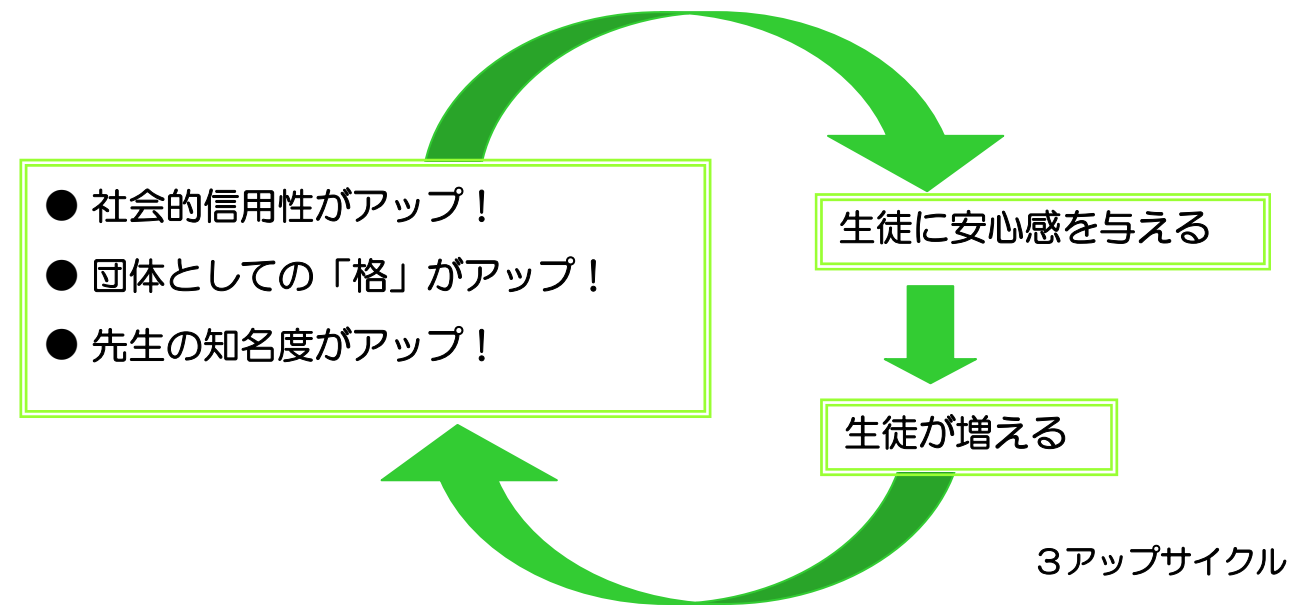 ● 社会的信用性がアップ！
● 団体としての「格」がアップ！
● 先生の知名度がアップ！
生徒に安心感を与える
生徒が増える
３アップサイクル